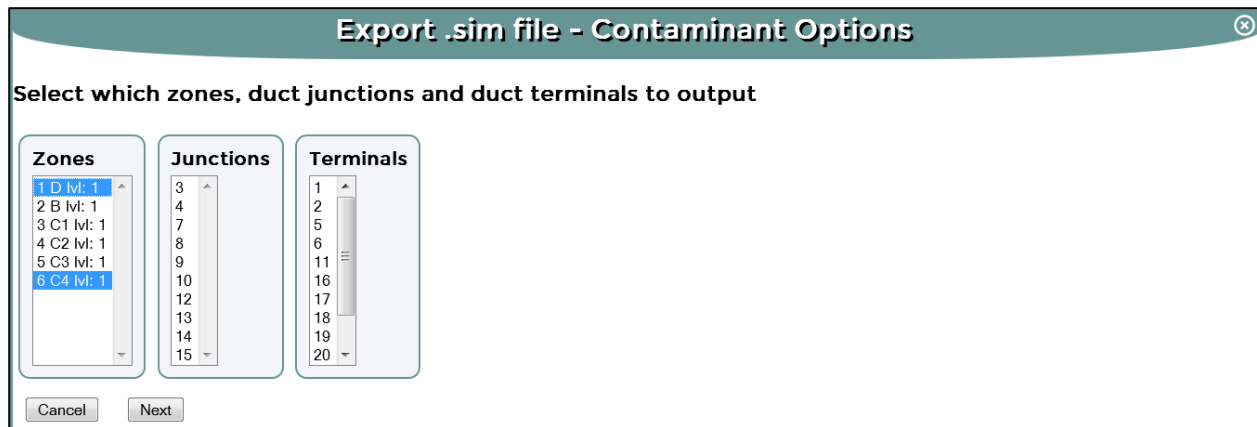 Export .sim file - Contaminant Options
Select which zones, duct junctions and duct terminals to output
Zones
1 D lvl: 1
2 B lvl: 1
3 C1 lvl: 1
4 C2 lvl: 1
5 C3 lvl: 1
6 C4 lvl: 1
Junctions
3
4
7
8
9
10
12
13
14
15
Terminals
1
2
5
6
11
16
17
18
19
20
Cancel
Next